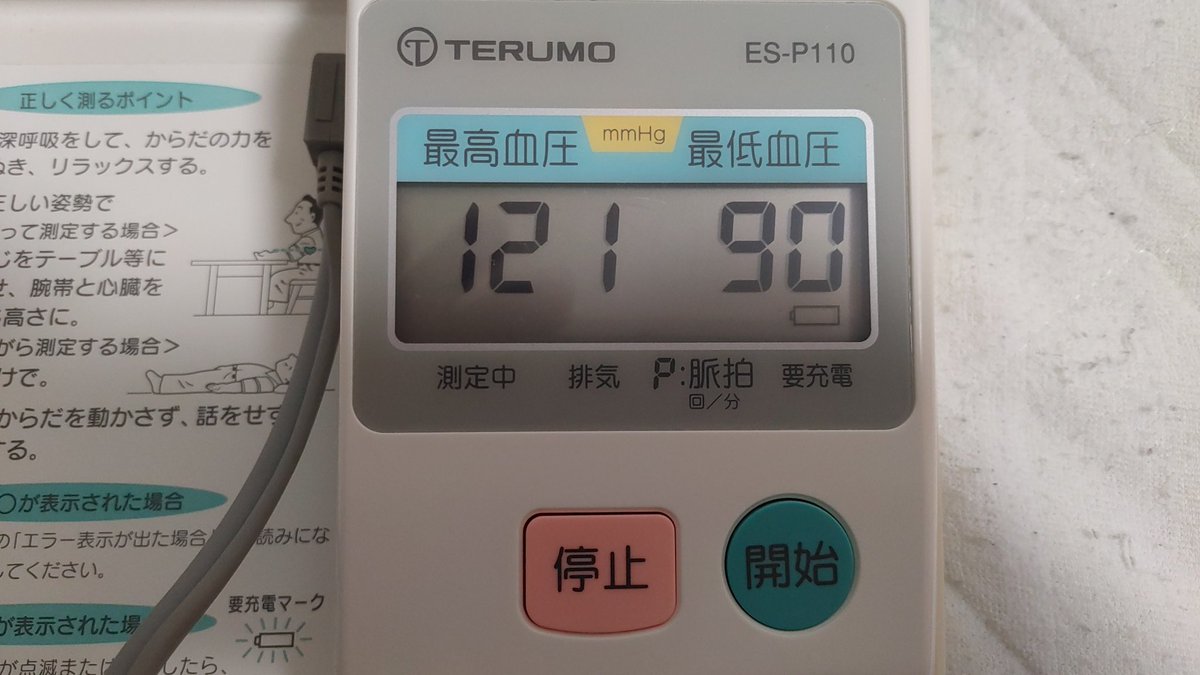 TERUMO
ES-P110
最高血圧
mmHg
最低血圧
121
90
測定中
排気
P:脈拍
回/分
要充電
停止
開始
正しく測るポイント
深呼吸をして、からだの力を
ぬき、リラックスする。
正しい姿勢で
って測定する場合>
じをテーブル等に
せ、腕帯と心臓を
高さに。
がら測定する場合>
けで。
からだを動かさず、話をせず
する。
○が表示された場合
の「エラー表示が出た場合
読みにな
してください。
要充電マーク
が表示された場
が点滅または
したら、